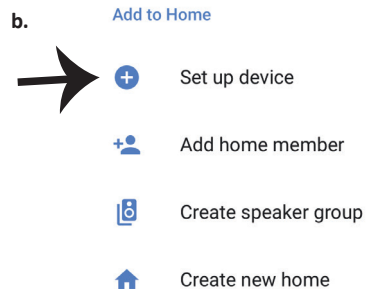 b.
Add to Home
Set up device
Add home member
Create speaker group
Create new home